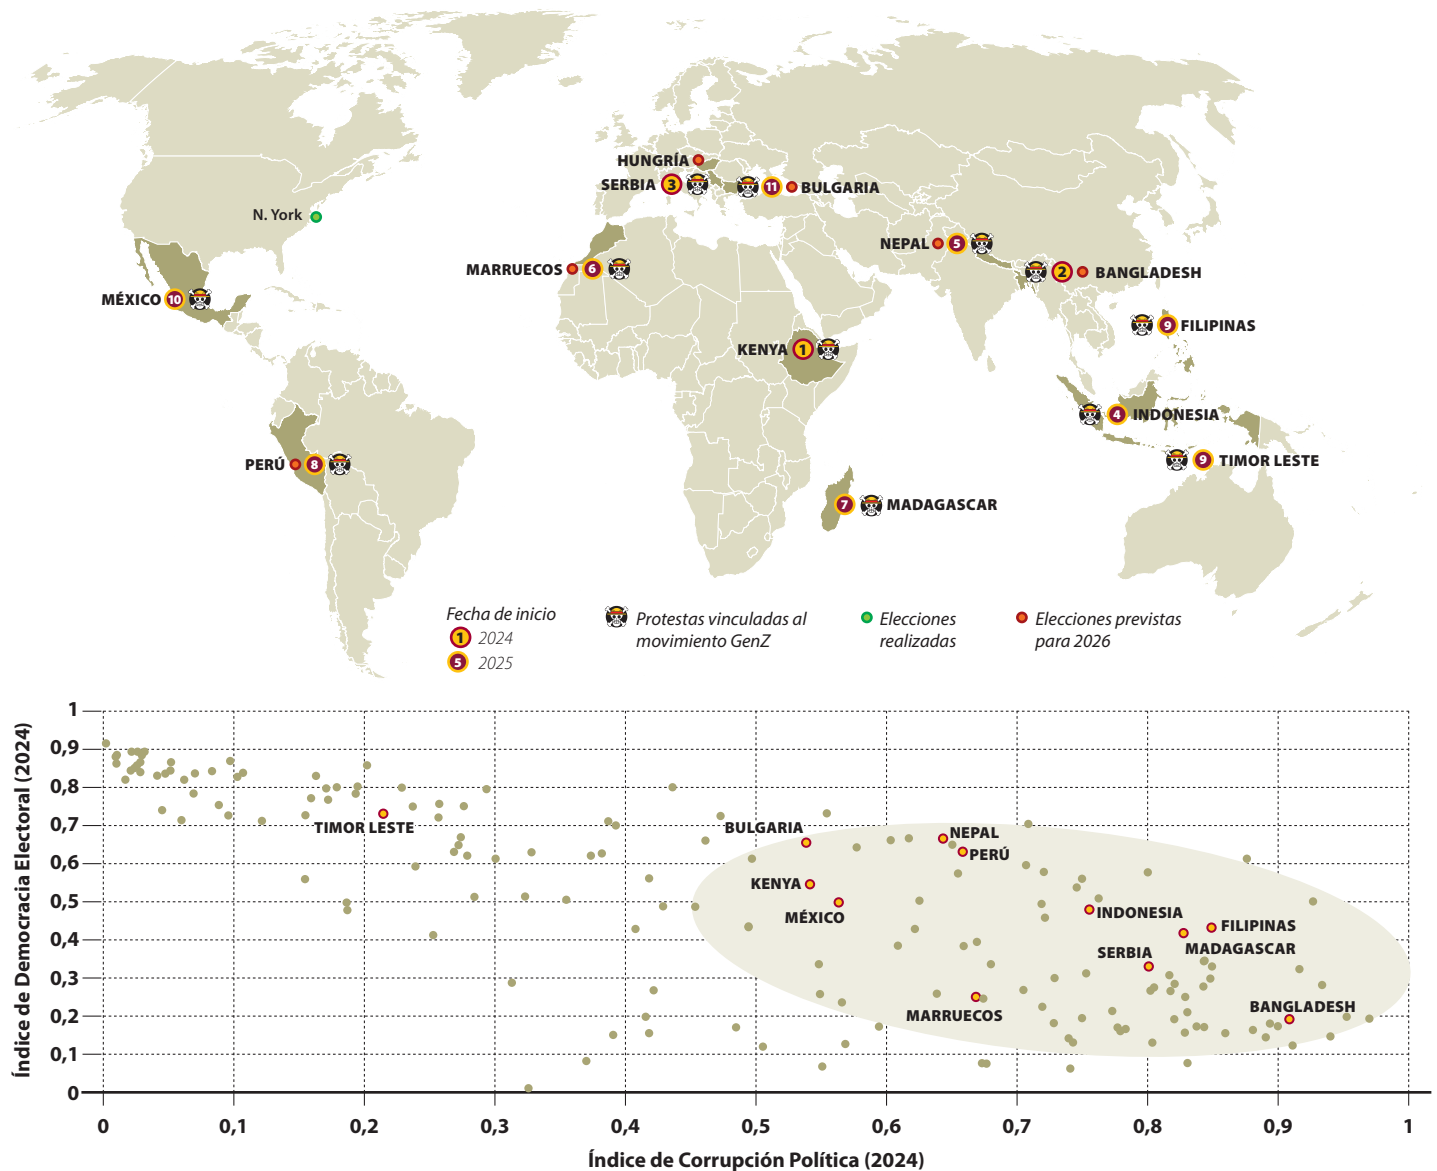 HUNGRÍA
SERBIA 3
11 BULGARIA
N. York
NEPAL 5
MARRUECOS 6
2 BANGLADESH
MÉXICO 10
9 FILIPINAS
KENYA 1
4 INDONESIA
PERÚ 8
9 TIMOR LESTE
7 MADAGASCAR
Fecha de inicio
1 2024
5 2025
Protestas vinculadas al
movimiento GenZ
Elecciones
realizadas
Elecciones previstas
para 2026
Índice de Democracia Electoral (2024)
1
0,9
0,8
0,7
0,6
0,5
0,4
0,3
0,2
0,1
0
TIMOR LESTE
BULGARIA
NEPAL
PERÚ
KENYA
MÉXICO
INDONESIA
FILIPINAS
MADAGASCAR
SERBIA
MARRUECOS
BANGLADESH
0 0,1 0,2 0,3 0,4 0,5 0,6 0,7 0,8 0,9 1
Índice de Corrupción Política (2024)